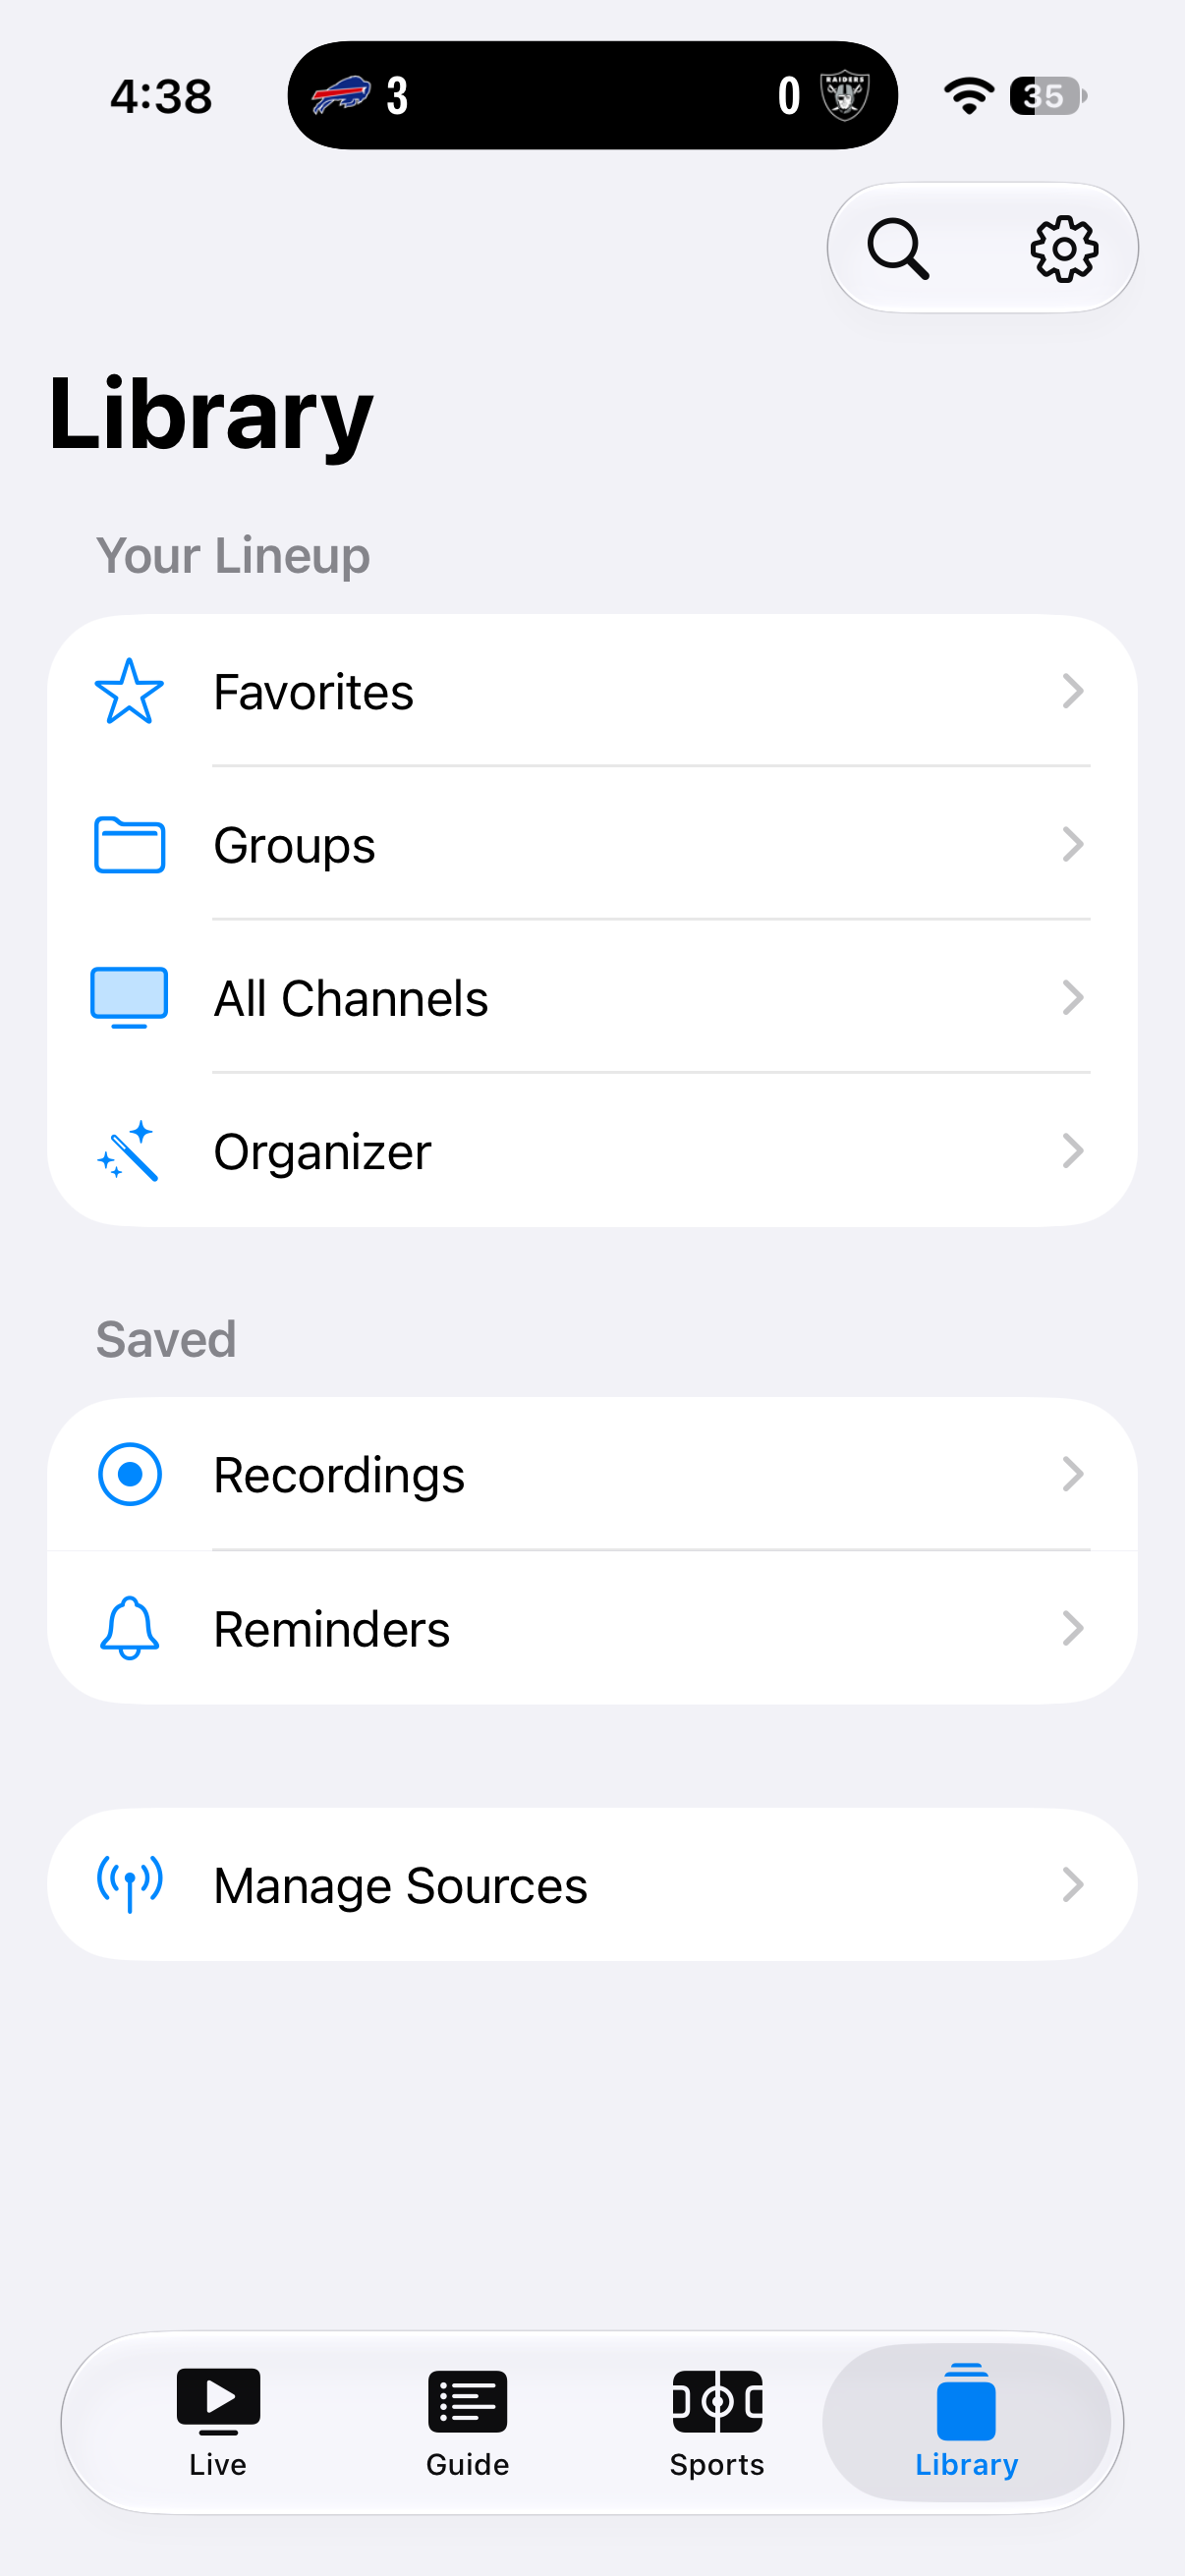 4:38
3
0
RAIDERS
35
Library
Your Lineup
Favorites
Groups
All Channels
Organizer
Saved
Recordings
Reminders
Manage Sources
Live
Guide
Sports
Library